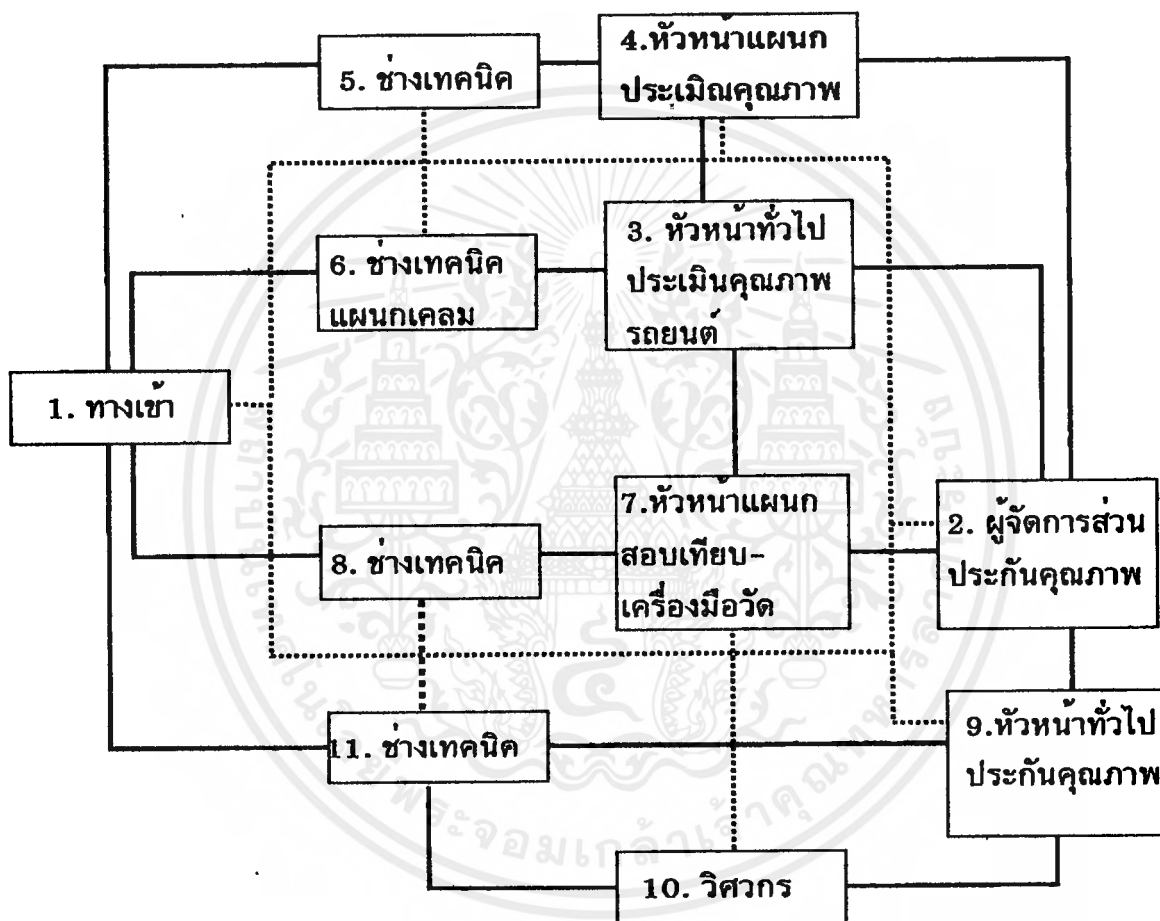 5. ช่างเทคนิค
4.หัวหน้าแผนก
ประเมิณคุณภาพ
6. ช่างเทคนิค
แผนกเคลม
3. หัวหน้าทั่วไป
ประเมินคุณภาพ
รถยนต์
1. ทางเข้า
8. ช่างเทคนิค
7.หัวหน้าแผนก
สอบเทียบ-
เครื่องมือวัด
2. ผู้จัดการส่วน
ประกันคุณภาพ
11. ช่างเทคนิค
9.หัวหน้าทั่วไป
ประกันคุณภาพ
10. วิศวกร